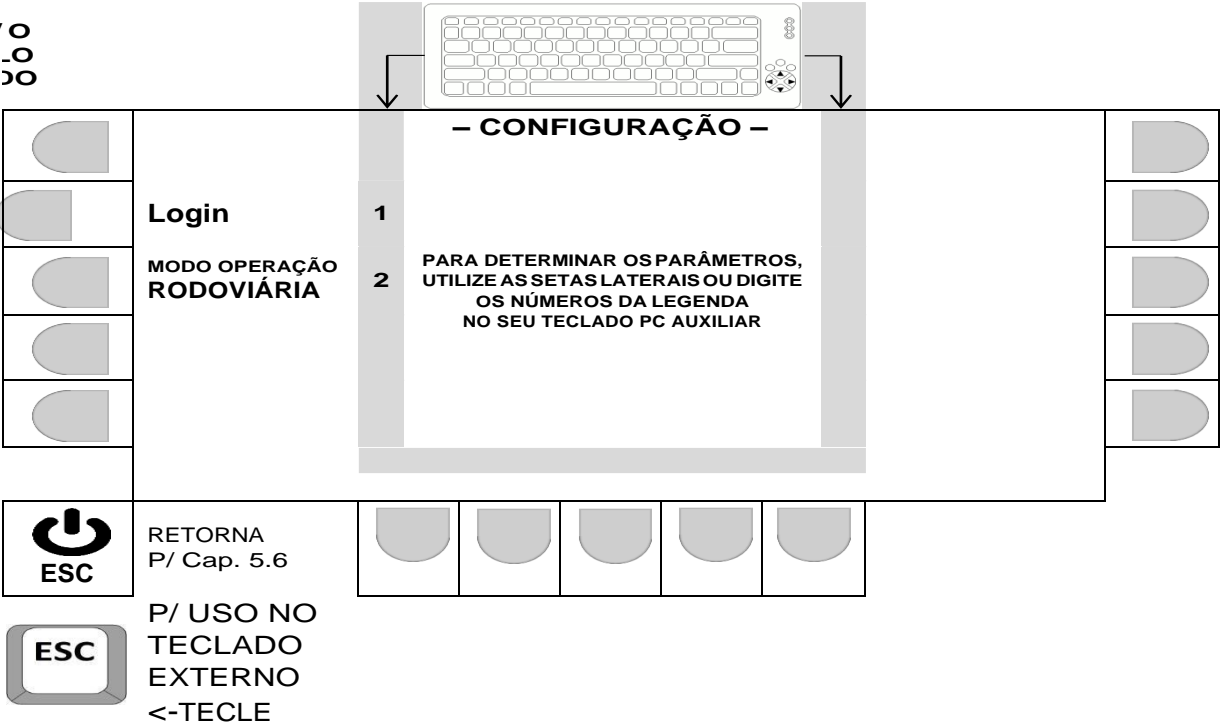 – CONFIGURAÇÃO –
Login
1
MODO OPERAÇÃO
RODOVIÁRIA
2
PARA DETERMINAR OS PARÂMETROS,
UTILIZE AS SETAS LATERAIS OU DIGITE
OS NÚMEROS DA LEGENDA
NO SEU TECLADO PC AUXILIAR
ESC
RETORNA
P/ Cap. 5.6
ESC
P/ USO NO
TECLADO
EXTERNO
<-TECLE